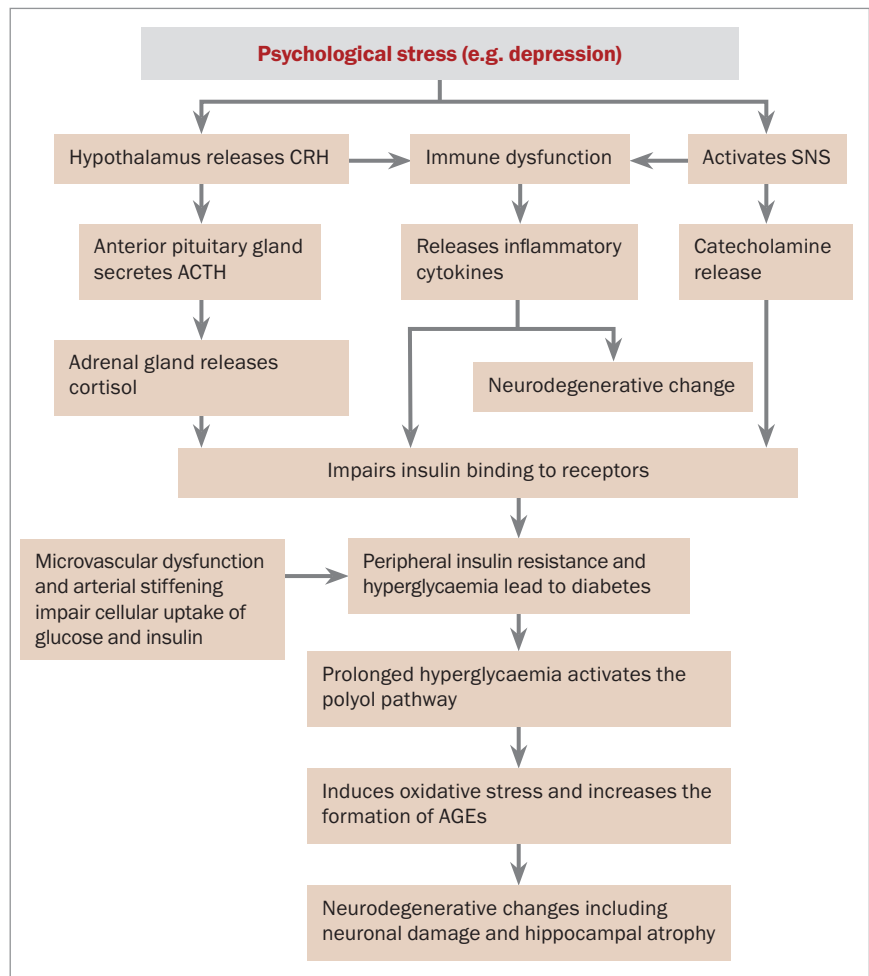 Psychological stress (e.g. depression)
Hypothalamus releases CRH
Immune dysfunction
Activates SNS
Anterior pituitary gland
secretes ACTH
Releases inflammatory
cytokines
Catecholamine
release
Adrenal gland releases
cortisol
Neurodegenerative change
Impairs insulin binding to receptors
Microvascular dysfunction
and arterial stiffening
impair cellular uptake of
glucose and insulin
Peripheral insulin resistance and
hyperglycaemia lead to diabetes
Prolonged hyperglycaemia activates the
polyol pathway
Induces oxidative stress and increases the
formation of AGEs
Neurodegenerative changes including
neuronal damage and hippocampal atrophy